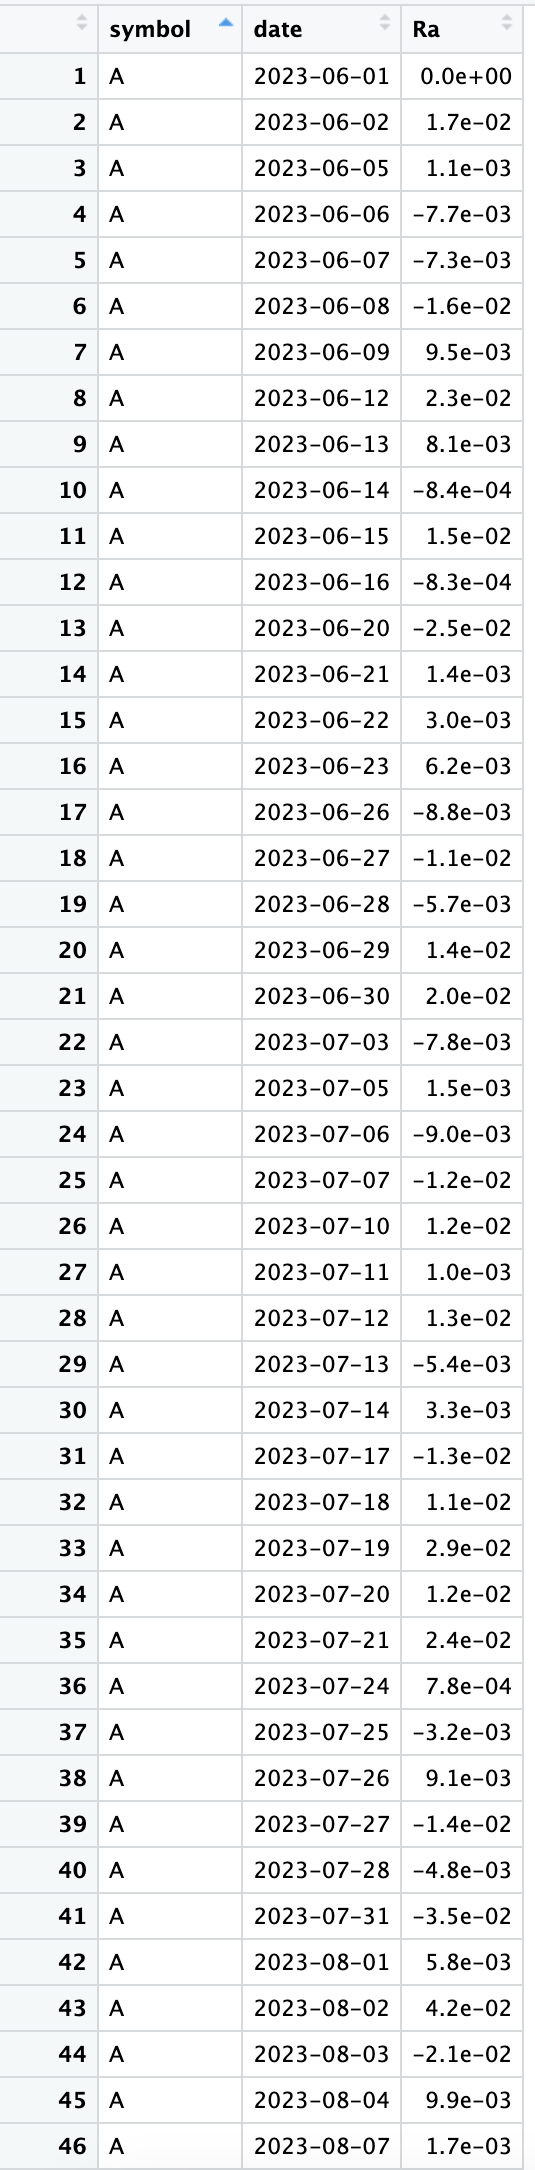 symbol date Ra
1 A 2023-06-01 0.0e+00
2 A 2023-06-02 1.7e-02
3 A 2023-06-05 1.1e-03
4 A 2023-06-06 -7.7e-03
5 A 2023-06-07 -7.3e-03
6 A 2023-06-08 -1.6e-02
7 A 2023-06-09 9.5e-03
8 A 2023-06-12 2.3e-02
9 A 2023-06-13 8.1e-03
10 A 2023-06-14 -8.4e-04
11 A 2023-06-15 1.5e-02
12 A 2023-06-16 -8.3e-04
13 A 2023-06-20 -2.5e-02
14 A 2023-06-21 1.4e-03
15 A 2023-06-22 3.0e-03
16 A 2023-06-23 6.2e-03
17 A 2023-06-26 -8.8e-03
18 A 2023-06-27 -1.1e-02
19 A 2023-06-28 -5.7e-03
20 A 2023-06-29 1.4e-02
21 A 2023-06-30 2.0e-02
22 A 2023-07-03 -7.8e-03
23 A 2023-07-05 1.5e-03
24 A 2023-07-06 -9.0e-03
25 A 2023-07-07 -1.2e-02
26 A 2023-07-10 1.2e-02
27 A 2023-07-11 1.0e-03
28 A 2023-07-12 1.3e-02
29 A 2023-07-13 -5.4e-03
30 A 2023-07-14 3.3e-03
31 A 2023-07-17 -1.3e-02
32 A 2023-07-18 1.1e-02
33 A 2023-07-19 2.9e-02
34 A 2023-07-20 1.2e-02
35 A 2023-07-21 2.4e-02
36 A 2023-07-24 7.8e-04
37 A 2023-07-25 -3.2e-03
38 A 2023-07-26 9.1e-03
39 A 2023-07-27 -1.4e-02
40 A 2023-07-28 -4.8e-03
41 A 2023-07-31 -3.5e-02
42 A 2023-08-01 5.8e-03
43 A 2023-08-02 4.2e-02
44 A 2023-08-03 -2.1e-02
45 A 2023-08-04 9.9e-03
46 A 2023-08-07 1.7e-03